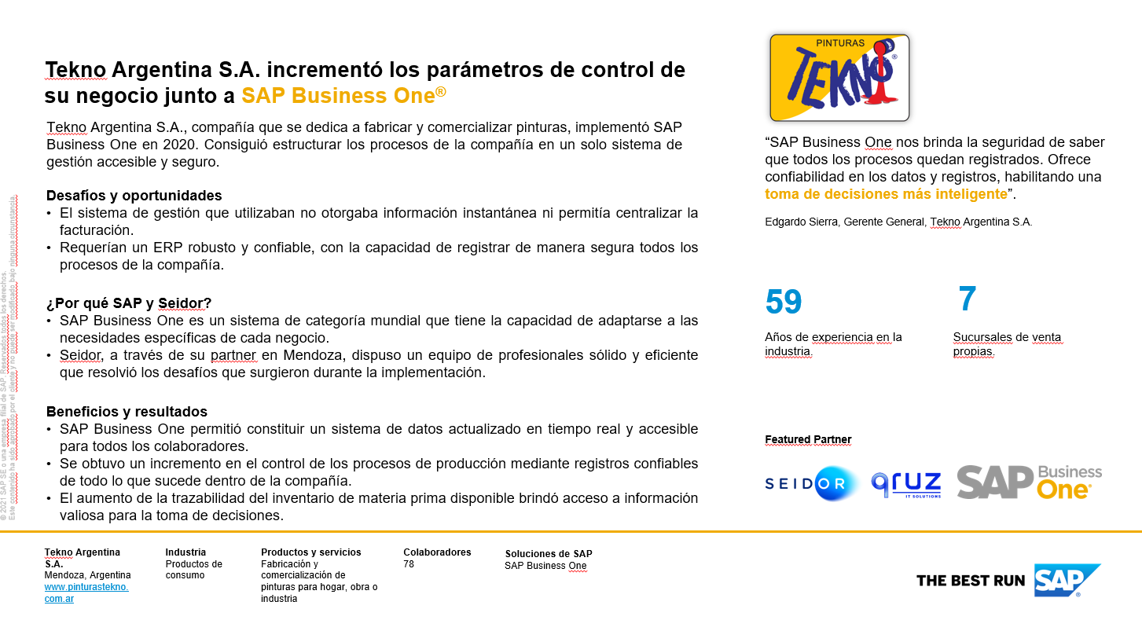 Tekno Argentina S.A. incrementó los parámetros de control de
su negocio junto a SAP Business One®
Tekno Argentina S.A., compañía que se dedica a fabricar y comercializar pinturas, implementó SAP
Business One en 2020. Consiguió estructurar los procesos de la compañía en un solo sistema de
gestión accesible y seguro.
Desafíos y oportunidades
• El sistema de gestión que utilizaban no otorgaba información instantánea ni permitía centralizar la
facturación.
• Requerían un ERP robusto y confiable, con la capacidad de registrar de manera segura todos los
procesos de la compañía.
¿Por qué SAP y Seidor?
• SAP Business One es un sistema de categoría mundial que tiene la capacidad de adaptarse a las
necesidades específicas de cada negocio.
• Seidor, a través de su partner en Mendoza, dispuso un equipo de profesionales sólido y eficiente
que resolvió los desafíos que surgieron durante la implementación.
Beneficios y resultados
• SAP Business One permitió constituir un sistema de datos actualizado en tiempo real y accesible
para todos los colaboradores.
• Se obtuvo un incremento en el control de los procesos de producción mediante registros confiables
de todo lo que sucede dentro de la compañía.
• El aumento de la trazabilidad del inventario de materia prima disponible brindó acceso a información
valiosa para la toma de decisiones.
PINTURAS
TEKNO®
“SAP Business One nos brinda la seguridad de saber
que todos los procesos quedan registrados. Ofrece
confiabilidad en los datos y registros, habilitando una
toma de decisiones más inteligente”.
Edgardo Sierra, Gerente General, Tekno Argentina S.A.
59
Años de experiencia en la
industria.
7
Sucursales de venta
propias.
Featured Partner
SEIDOR
qruz
IT SOLUTIONS
SAP Business
One
© 2021 SAP SE o una empresa filial de SAP. Reservados todos los derechos.
Este contenido ha sido aprobado por el cliente y no puede ser modificado bajo ninguna circunstancia.
Tekno Argentina
S.A.
Mendoza, Argentina
www.pinturastekno.
com.ar
Industria
Productos de
consumo
Productos y servicios
Fabricación y
comercialización de
pinturas para hogar, obra o
industria
Colaboradores
78
Soluciones de SAP
SAP Business One
THE BEST RUN SAP®